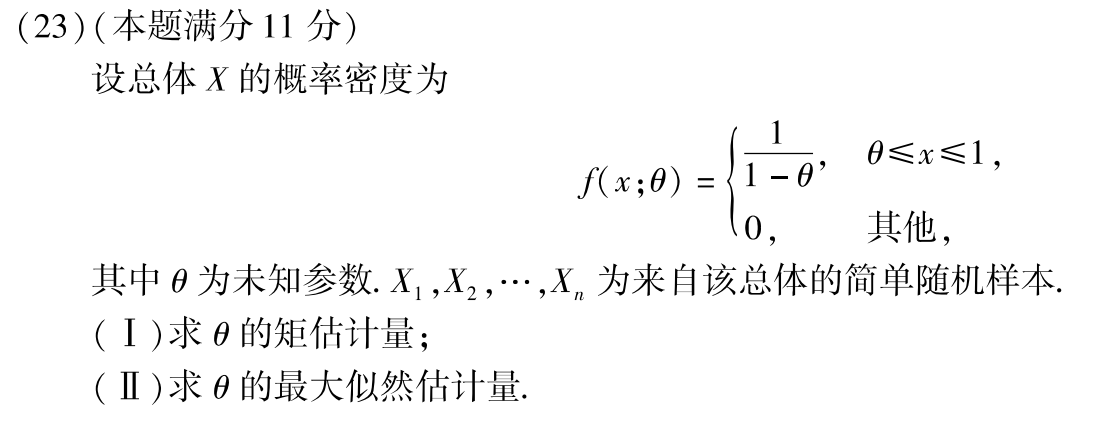 (23)(本题满分 11 分)
设总体 X 的概率密度为
f(x;θ) = { 1/(1-θ), θ≤x≤1,
0, 其他,
其中 θ 为未知参数. X₁,X₂,⋯,Xₙ 为来自该总体的简单随机样本.
(Ⅰ)求 θ 的矩估计量;
(Ⅱ)求 θ 的最大似然估计量.